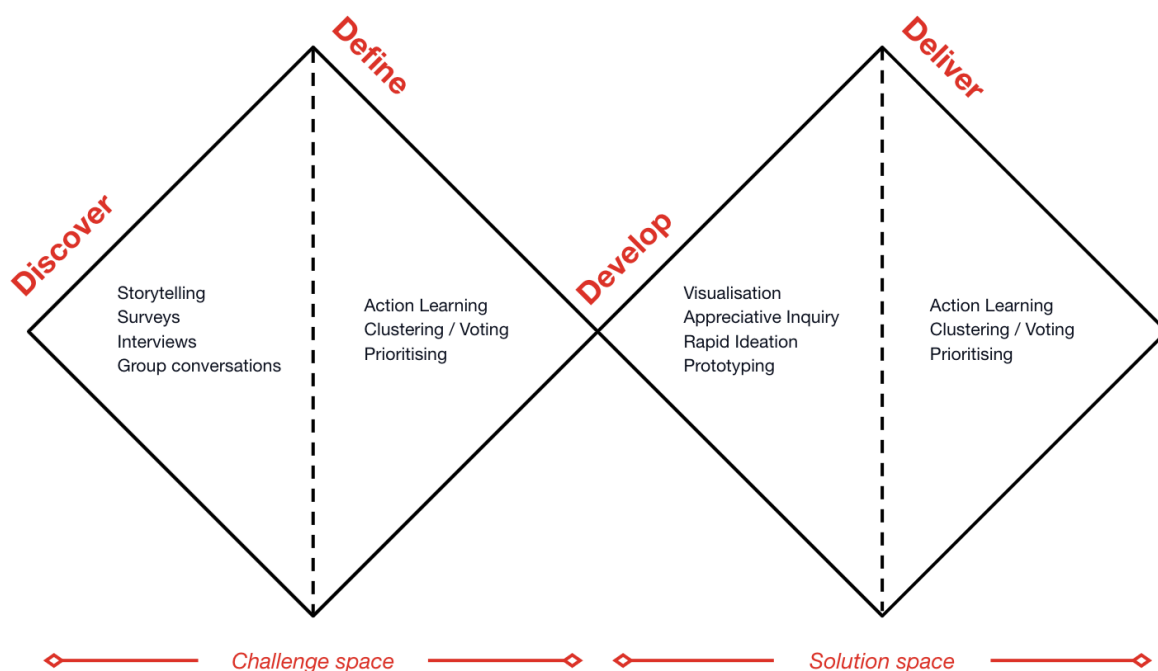 Discover
Define
Develop
Deliver
Storytelling
Surveys
Interviews
Group conversations
Action Learning
Clustering / Voting
Prioritising
Visualisation
Appreciative Inquiry
Rapid Ideation
Prototyping
Action Learning
Clustering / Voting
Prioritising
Challenge space
Solution space